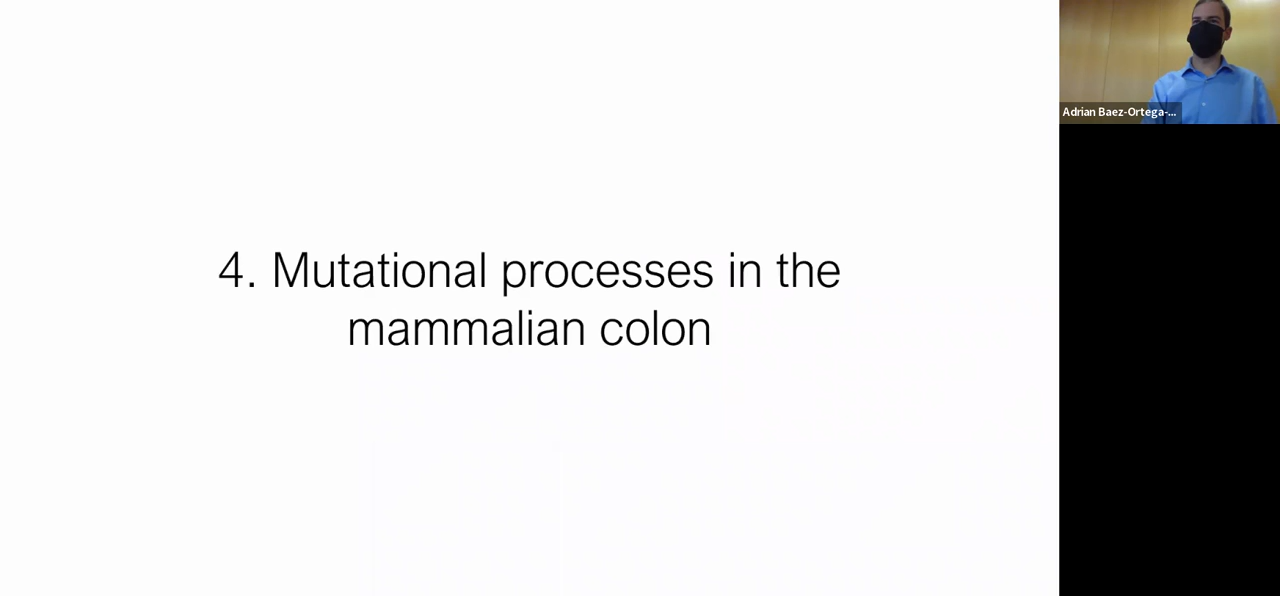 4. Mutational processes in the
mammalian colon
Adrian Baez-Ortega-...